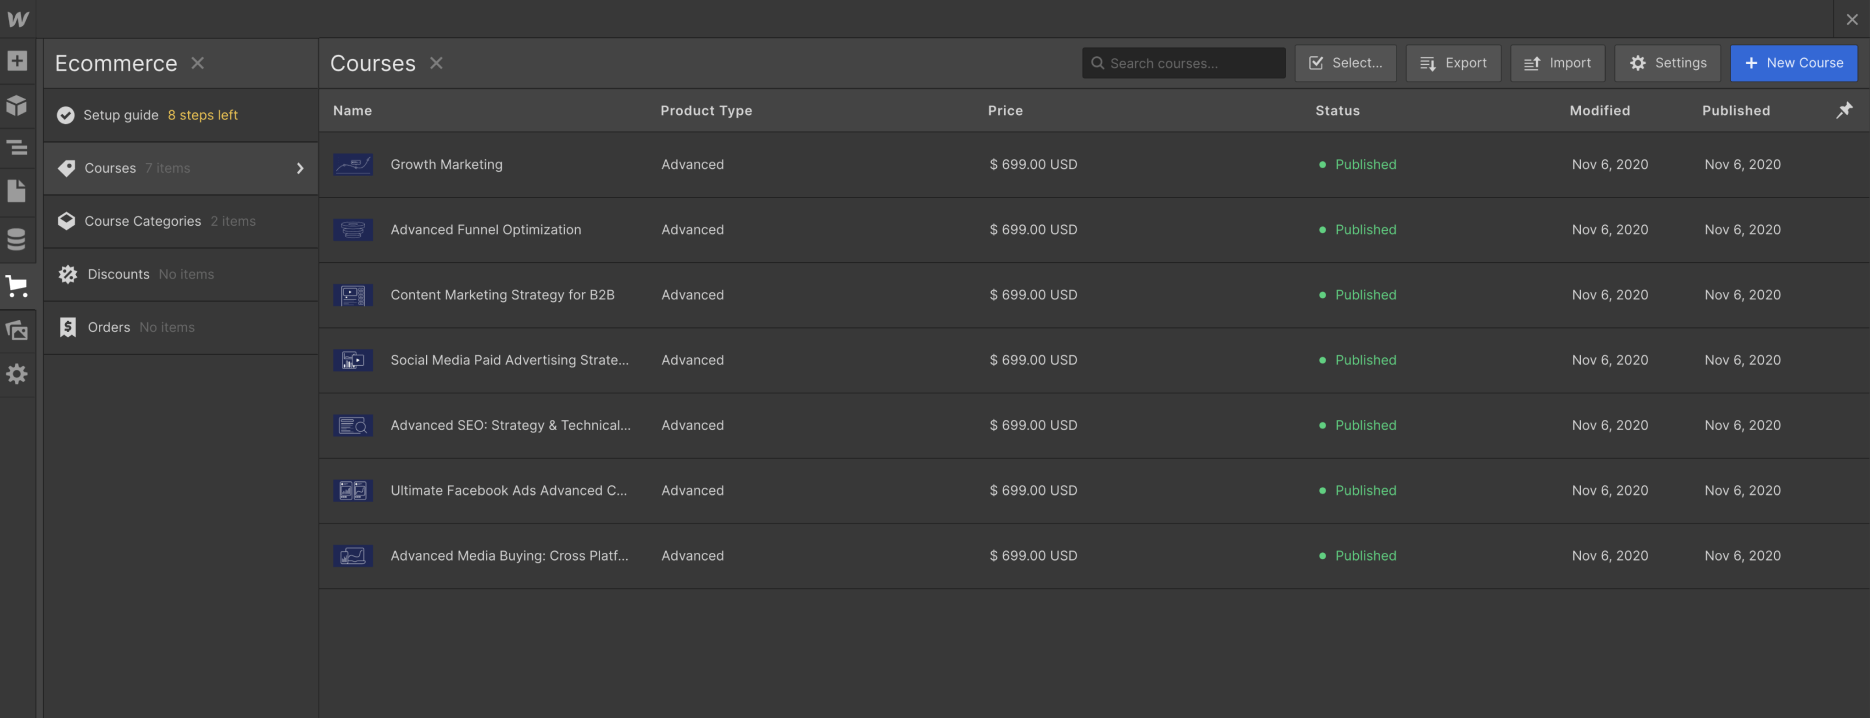 Ecommerce
Setup guide 8 steps left
Courses 7 items
Course Categories 2 items
Discounts No items
Orders No items
Courses
Search courses...
Select...
Export
Import
Settings
+ New Course
Name Product Type Price Status Modified Published
Growth Marketing Advanced $ 699.00 USD Published Nov 6, 2020 Nov 6, 2020
Advanced Funnel Optimization Advanced $ 699.00 USD Published Nov 6, 2020 Nov 6, 2020
Content Marketing Strategy for B2B Advanced $ 699.00 USD Published Nov 6, 2020 Nov 6, 2020
Social Media Paid Advertising Strate... Advanced $ 699.00 USD Published Nov 6, 2020 Nov 6, 2020
Advanced SEO: Strategy & Technical... Advanced $ 699.00 USD Published Nov 6, 2020 Nov 6, 2020
Ultimate Facebook Ads Advanced C... Advanced $ 699.00 USD Published Nov 6, 2020 Nov 6, 2020
Advanced Media Buying: Cross Platf... Advanced $ 699.00 USD Published Nov 6, 2020 Nov 6, 2020